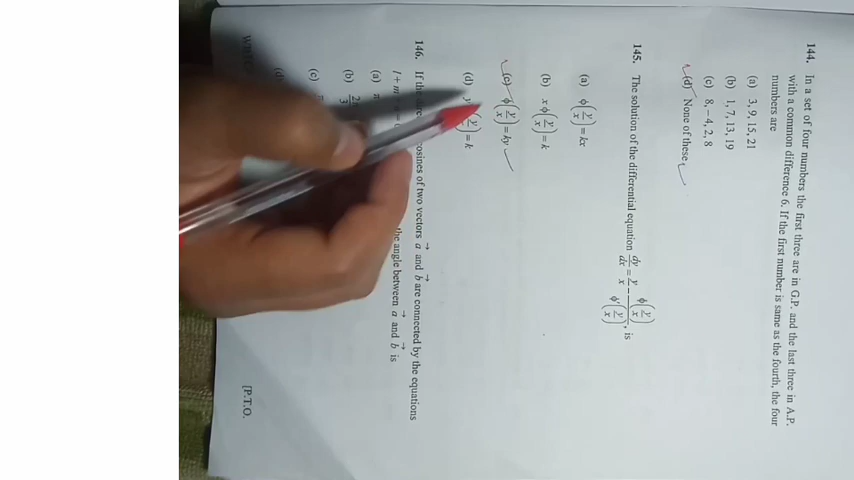 144. In a set of four numbers the first three are in G.P. and the last three in A.P.
with a common difference 6. If the first number is same as the fourth, the four
numbers are
(a) 3, 9, 15, 21
(b) 1, 7, 13, 19
(c) 8, – 4, 2, 8
(d) None of these
145. The solution of the differential equation dy/dx = y/x – ϕ(y/x)/ϕ'(y/x), is
(a) ϕ(y/x) = kx
(b) x ϕ(y/x) = k
(c) ϕ(y/x) = ky
(d) y (y/x) = k
146. If the osines of two vectors a⃗ and b⃗ are connected by the equations
l + m the angle between a⃗ and b⃗ is
(a)
(b) 2π 3
(c)
[P.T.O.